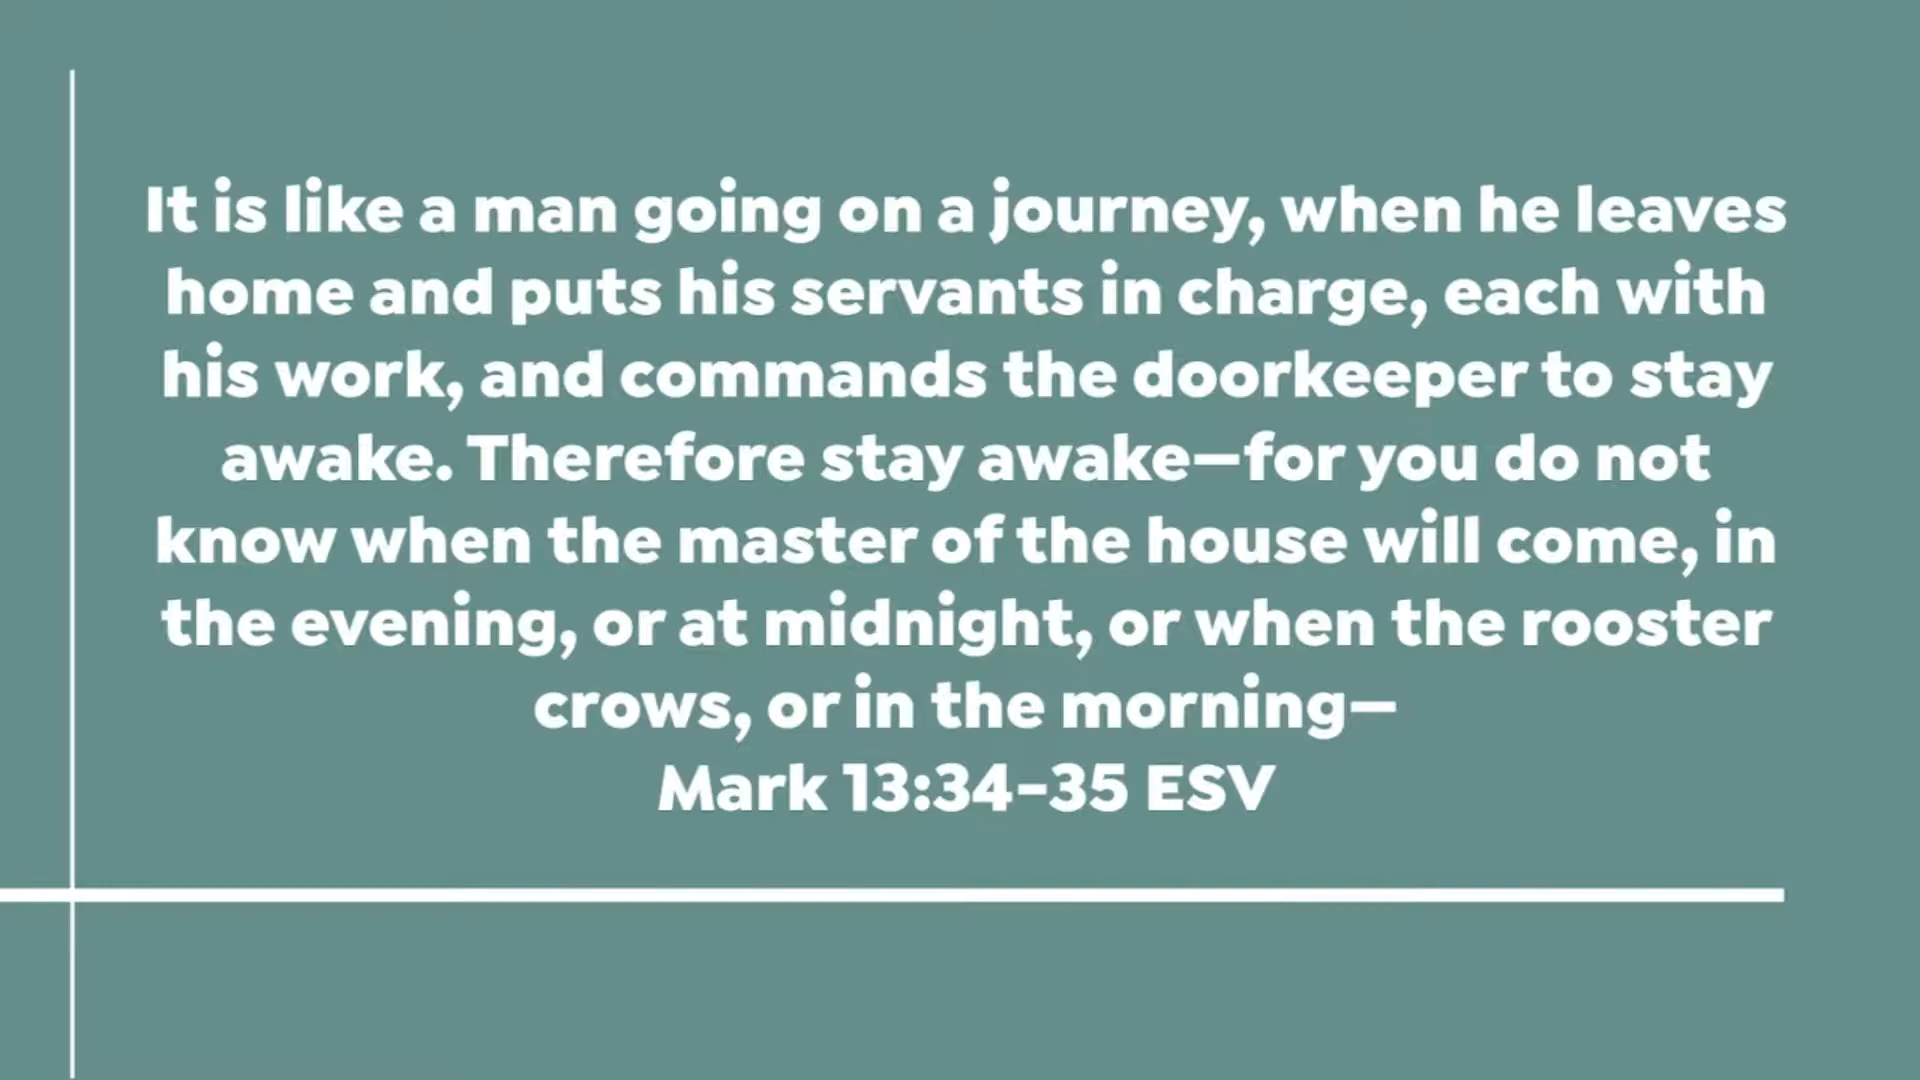 It is like a man going on a journey, when he leaves
home and puts his servants in charge, each with
his work, and commands the doorkeeper to stay
awake. Therefore stay awake—for you do not
know when the master of the house will come, in
the evening, or at midnight, or when the rooster
crows, or in the morning—
Mark 13:34-35 ESV